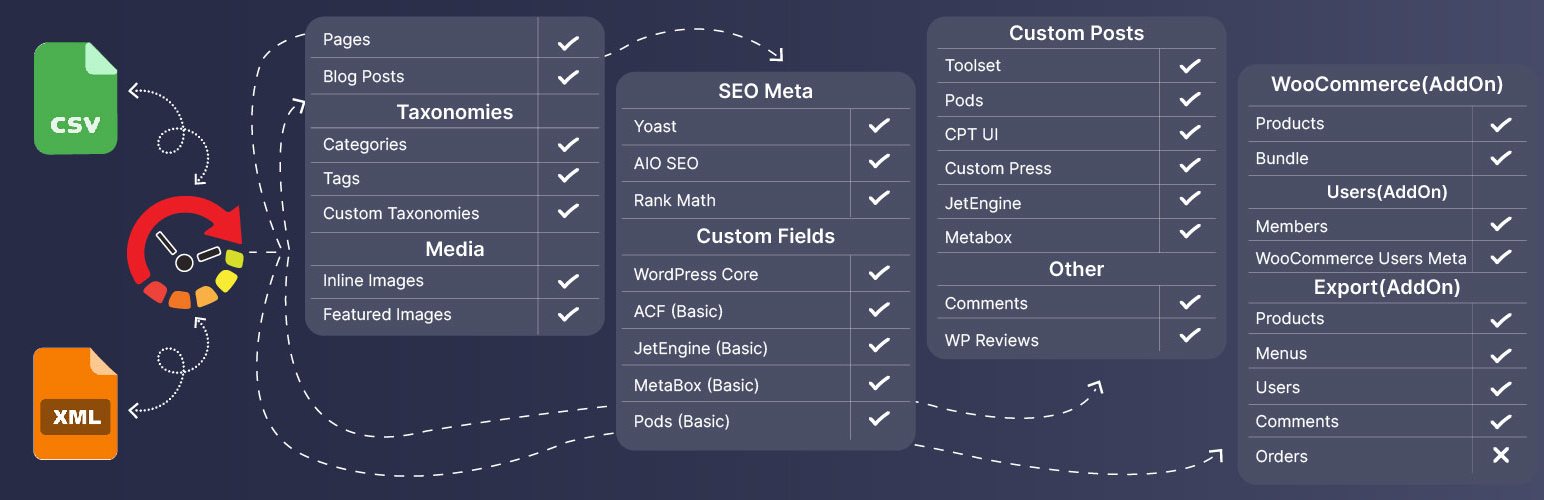 CSV
XML
Pages
Blog Posts
Taxonomies
Categories
Tags
Custom Taxonomies
Media
Inline Images
Featured Images
SEO Meta
Yoast
AIO SEO
Rank Math
Custom Fields
WordPress Core
ACF (Basic)
JetEngine (Basic)
MetaBox (Basic)
Pods (Basic)
Custom Posts
Toolset
Pods
CPT UI
Custom Press
JetEngine
Metabox
Other
Comments
WP Reviews
WooCommerce(AddOn)
Products
Bundle
Users(AddOn)
Members
WooCommerce Users Meta
Export(AddOn)
Products
Menus
Users
Comments
Orders